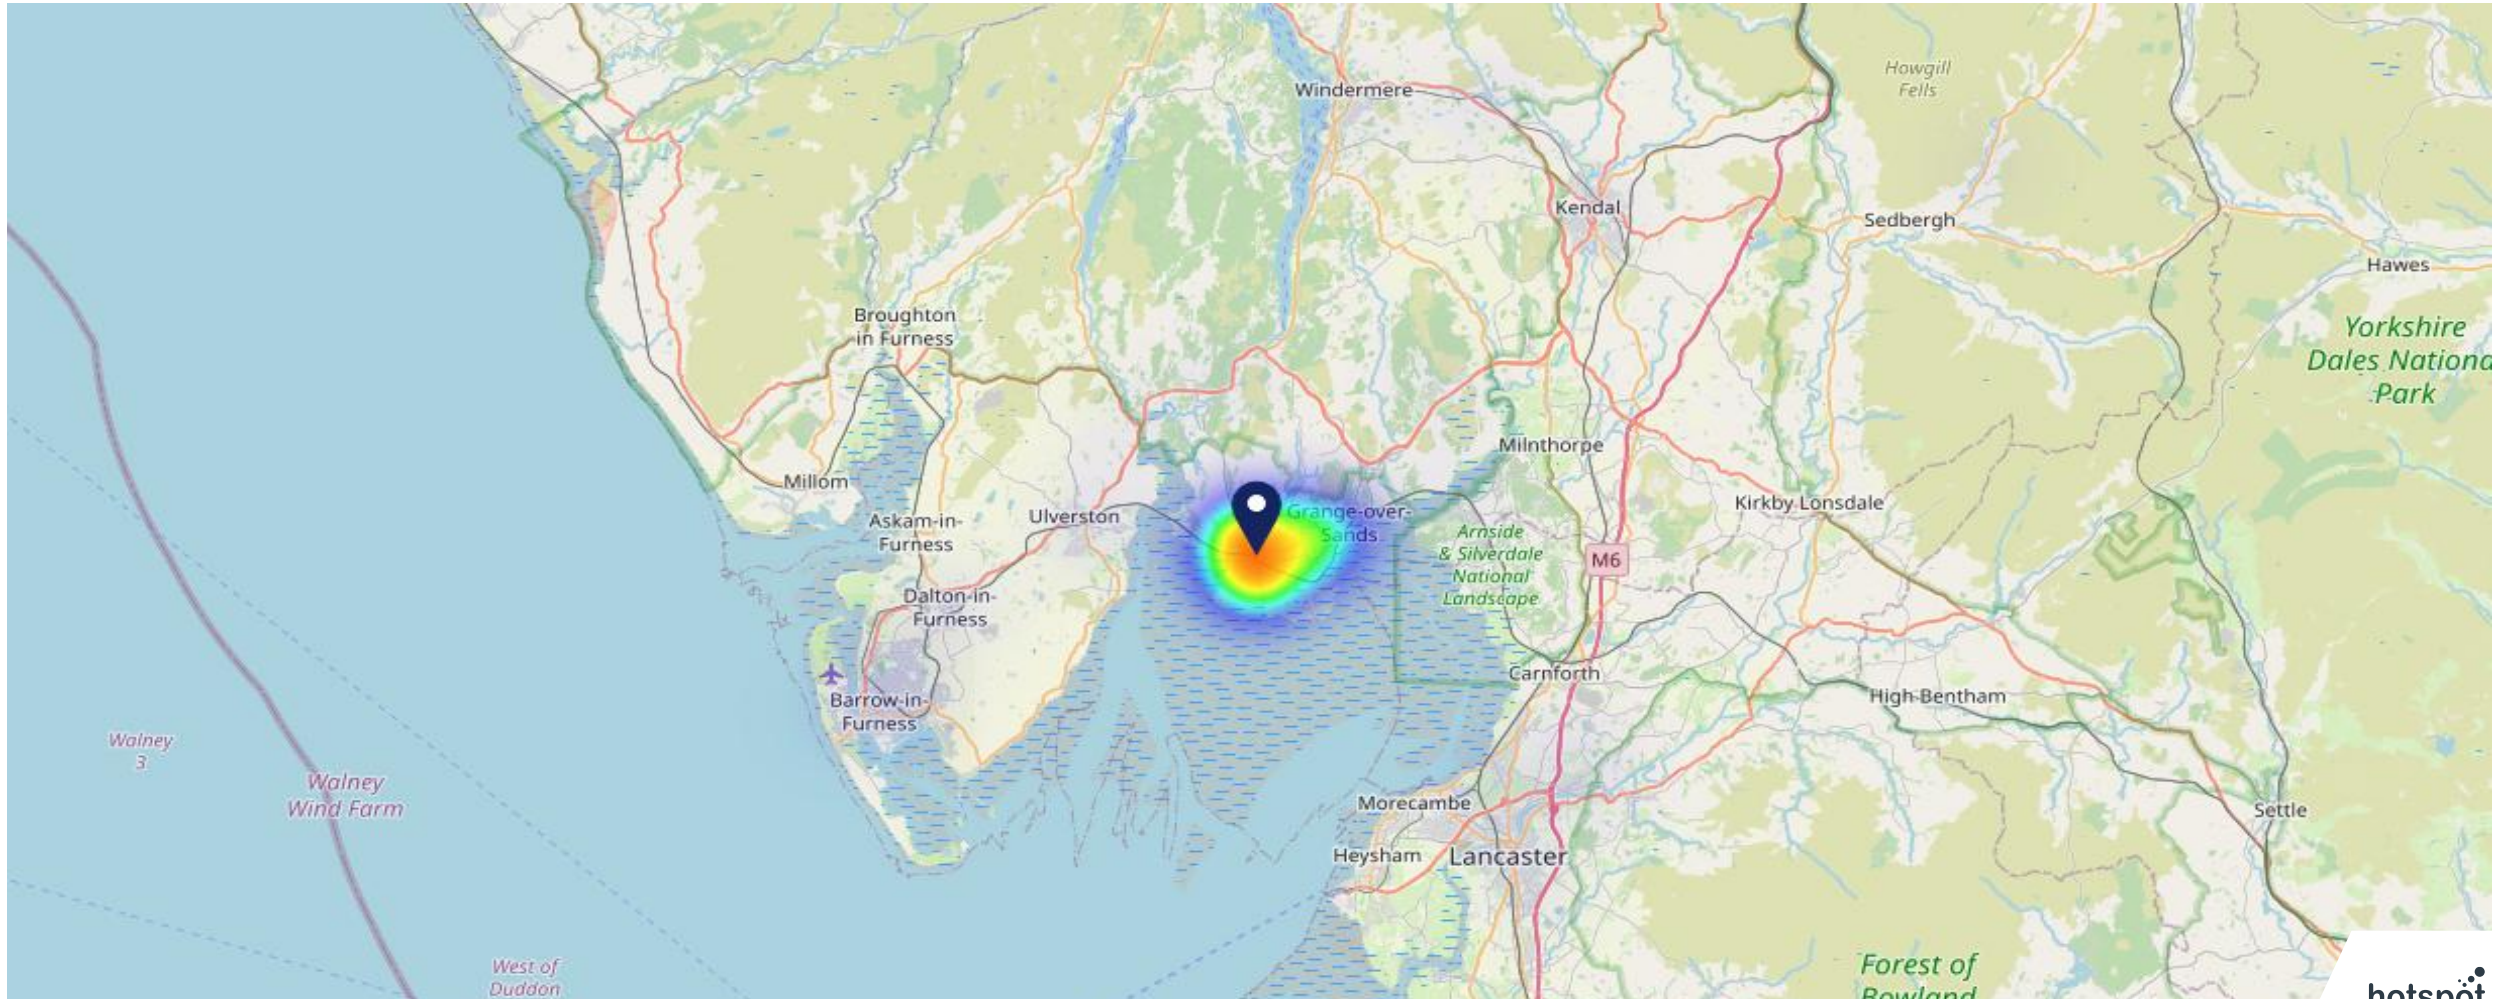 Howgill
Fells
Windermere
Kendal
Sedbergh
Hawes
Broughton
in Furness
Yorkshire
Dales Nationa
Park
Milnthorpe
Millom
Kirkby Lonsdale
Ulverston
Grange-over-
Sands
Askam-in-
Furness
Arnside
& Silverdale
National
Landscape
M6
Dalton-in-
Furness
Carnforth
High Bentham
Barrow-in-
Furness
Walney
3
Walney
Wind Farm
Morecambe
Settle
Heysham
Lancaster
West of
Duddon
Forest of
Bowland
hotspot